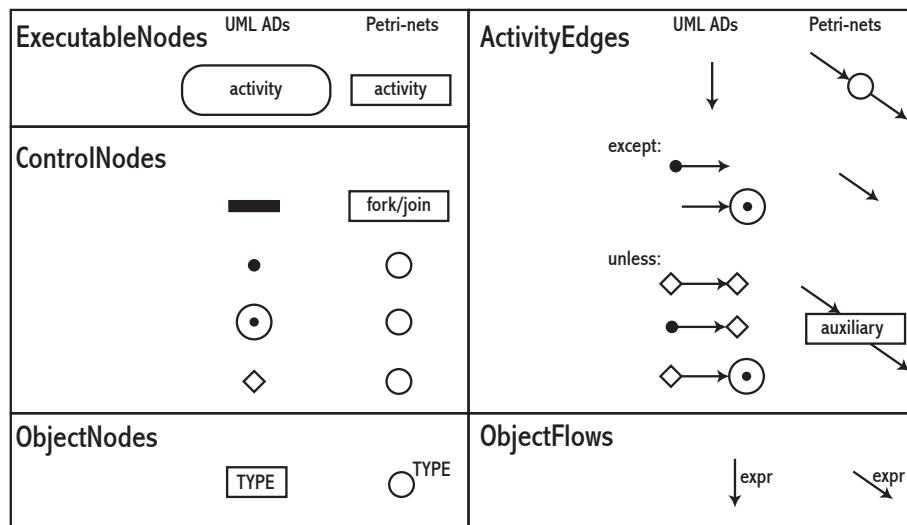 ExecutableNodes
UML ADs
Petri-nets
activity
activity
ControlNodes
fork/join
ObjectNodes
TYPE
TYPE
ActivityEdges
UML ADs
Petri-nets
except:
unless:
auxiliary
ObjectFlows
expr
expr